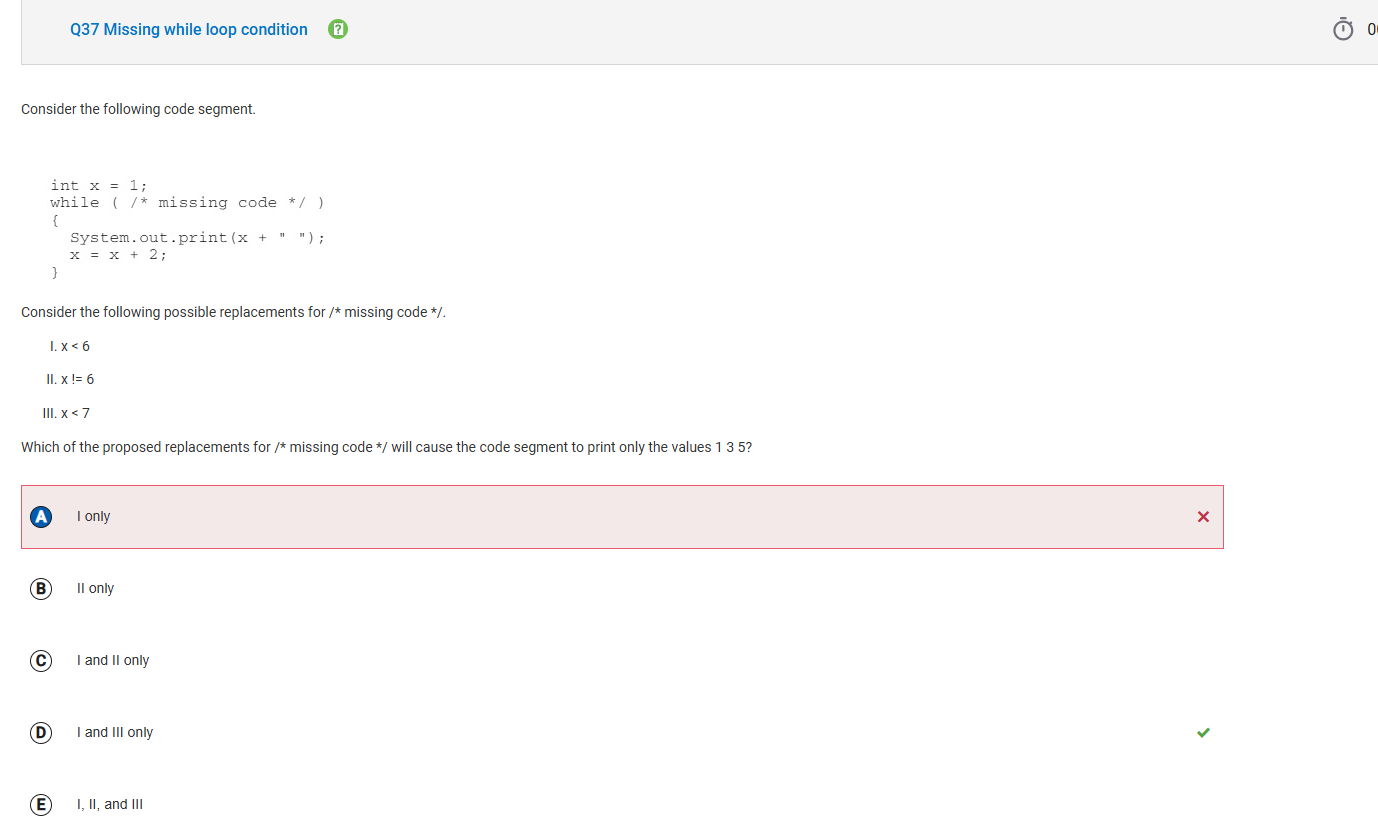 Q37 Missing while loop condition
Consider the following code segment.
int x = 1;
while ( /* missing code */ )
{
System.out.print(x + " ");
x = x + 2;
}
Consider the following possible replacements for /* missing code */.
I. x < 6
II. x != 6
III. x < 7
Which of the proposed replacements for /* missing code */ will cause the code segment to print only the values 1 3 5?
A I only
B II only
C I and II only
D I and III only
E I, II, and III